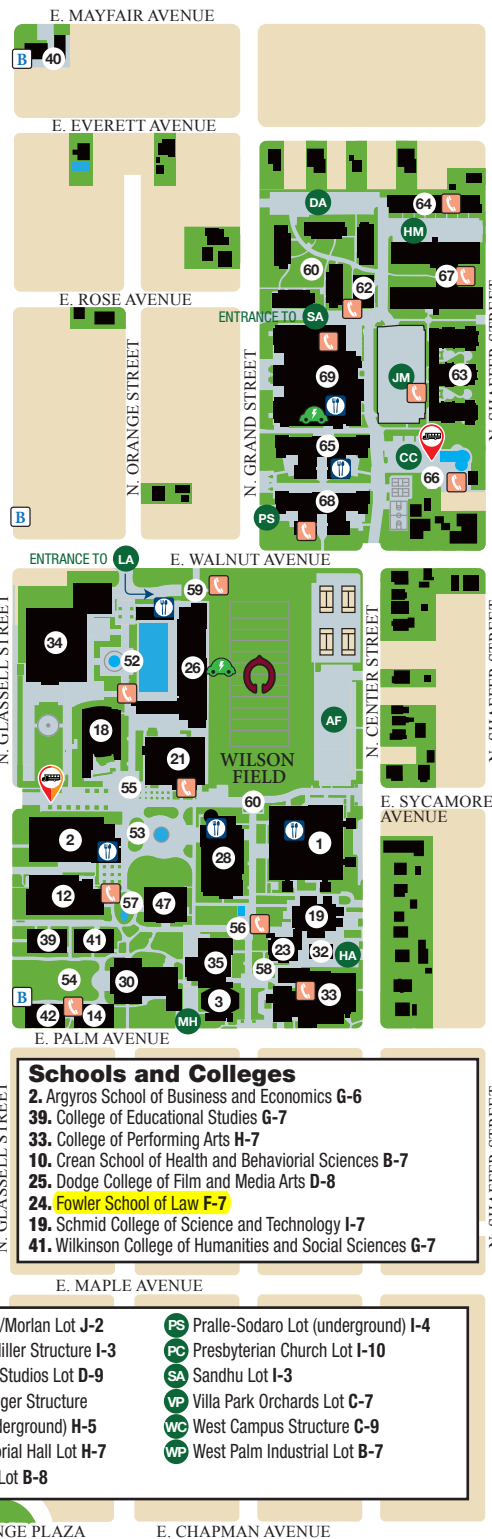 E. MAYFAIR AVENUE
B 40
E. EVERETT AVENUE
DA 64
HM
60
62 67
E. ROSE AVENUE
ENTRANCE TO SA
N. ORANGE STREET
N. GRAND STREET
N. SHAFFER STREET
69 JM 63
65 CC
66
B PS 68
ENTRANCE TO LA E. WALNUT AVENUE
59
N. GLASSELL STREET
34 52 26
N. CENTER STREET
N. SHAFFER STREET
18 AF
21 WILSON
FIELD
55 60
E. SYCAMORE
AVENUE
2 53 28 1
12 57 47 19
56
39 41 35 23 32 HA
54 30 58 33
B 3
42 14 MH
E. PALM AVENUE
N. GLASSELL STREET
N. SHAFFER STREET
Schools and Colleges
2. Argyros School of Business and Economics G-6
39. College of Educational Studies G-7
33. College of Performing Arts H-7
10. Crean School of Health and Behaviorial Sciences B-7
25. Dodge College of Film and Media Arts D-8
24. Fowler School of Law F-7
19. Schmid College of Science and Technology I-7
41. Wilkinson College of Humanities and Social Sciences G-7
E. MAPLE AVENUE
/Morlan Lot J-2
iller Structure I-3
Studios Lot D-9
ger Structure
derground) H-5
rial Hall Lot H-7
Lot B-8
PS Pralle-Sodaro Lot (underground) I-4
PC Presbyterian Church Lot I-10
SA Sandhu Lot I-3
VP Villa Park Orchards Lot C-7
WC West Campus Structure C-9
WP West Palm Industrial Lot B-7
NGE PLAZA E. CHAPMAN AVENUE